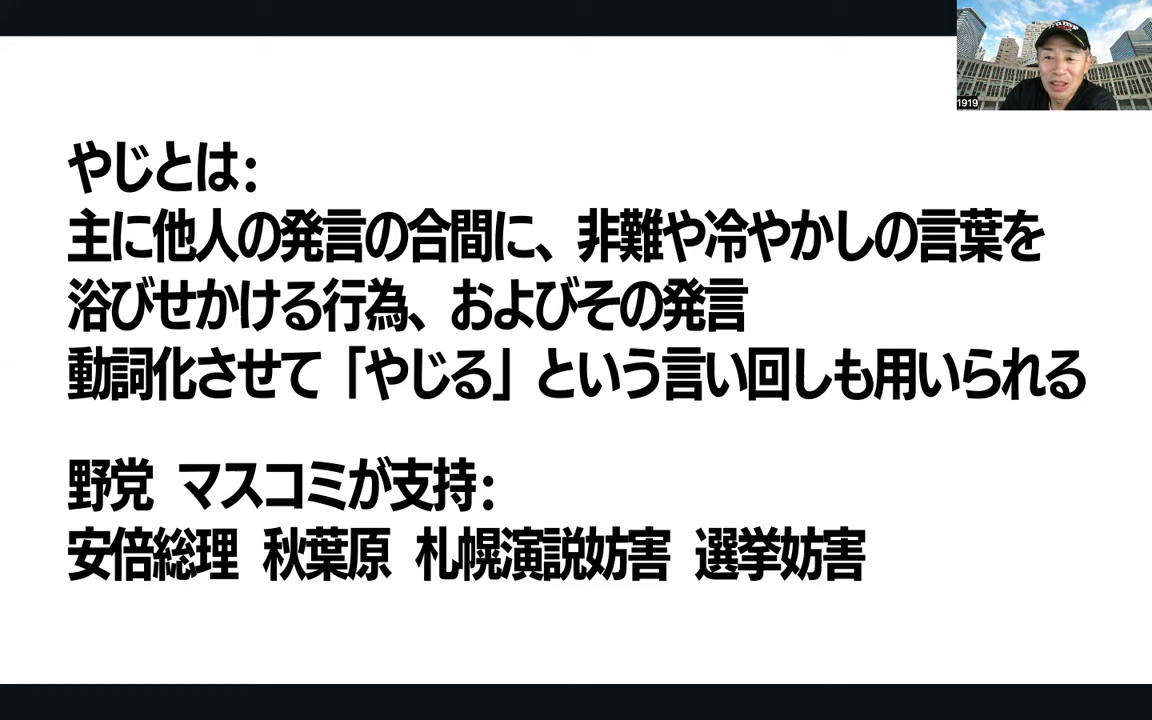 やじとは：
主に他人の発言の合間に、非難や冷やかしの言葉を
浴びせかける行為、およびその発言
動詞化させて「やじる」という言い回しも用いられる
野党 マスコミが支持：
安倍総理 秋葉原 札幌演説妨害 選挙妨害
1919